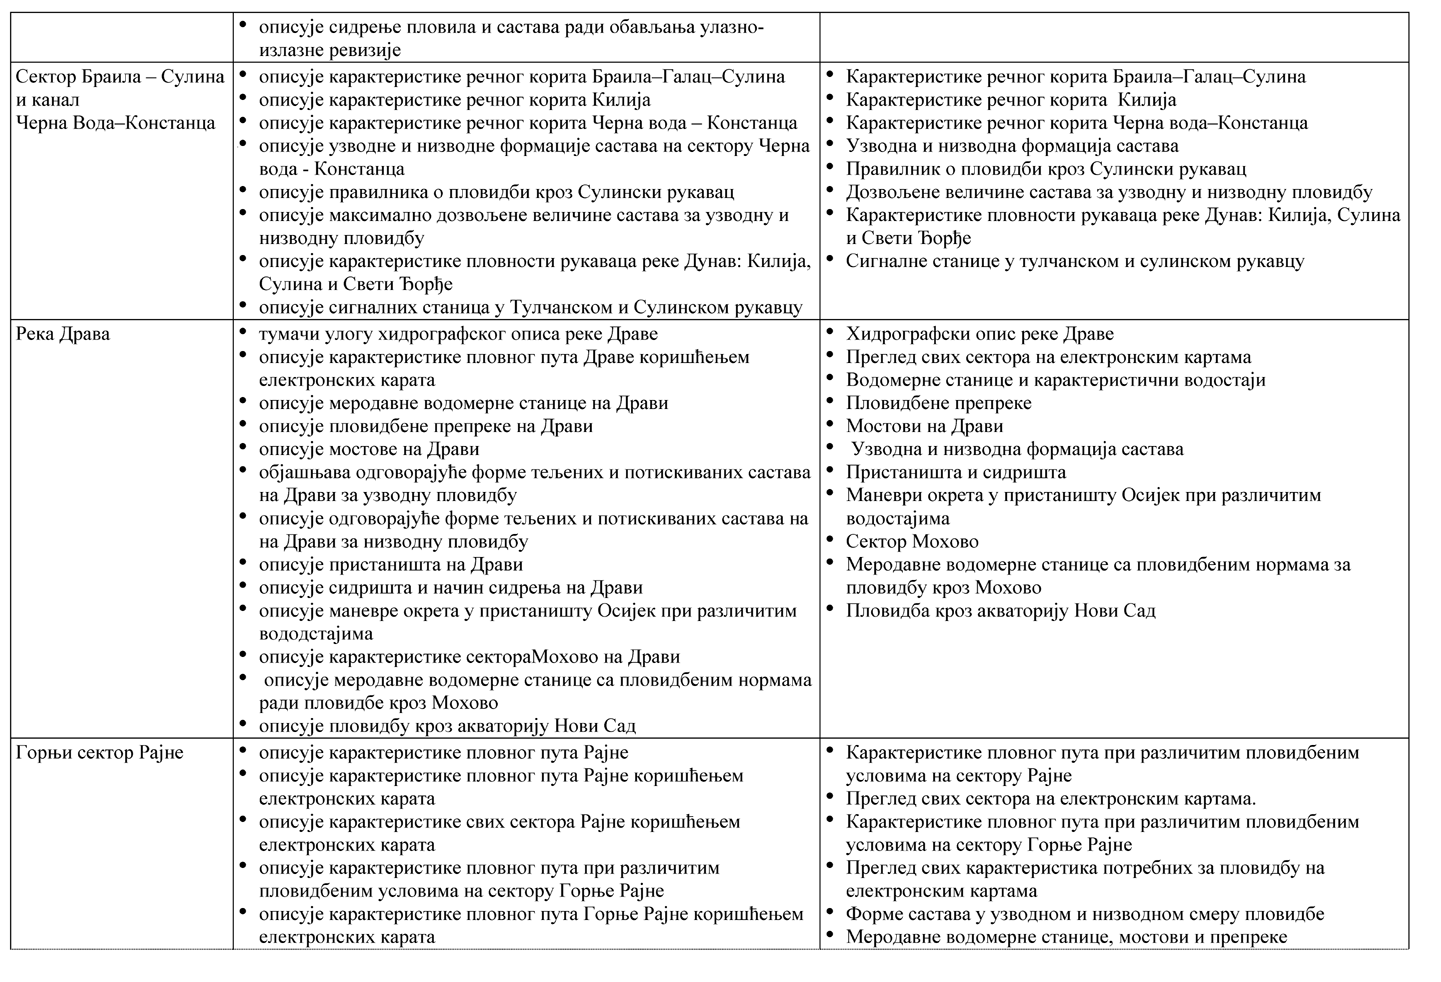 • описује сидрење пловила и састава ради обављања улазно-
излазне ревизије
Сектор Браила – Сулина
и канал
Черна Вода–Констанца
• описује карактеристике речног корита Браила–Галац–Сулина
• описује карактеристике речног корита Килија
• описује карактеристике речног корита Черна вода – Констанца
• описује узводне и низводне формације састава на сектору Черна
вода - Констанца
• описује правилника о пловидби кроз Сулински рукавац
• описује максимално дозвољене величине састава за узводну и
низводну пловидбу
• описује карактеристике пловности рукаваца реке Дунав: Килија,
Сулина и Свети Ђорђе
• описује сигналних станица у Тулчанском и Сулинском рукавцу
• Карактеристике речног корита Браила–Галац–Сулина
• Карактеристике речног корита  Килија
• Карактеристике речног корита Черна вода–Констанца
• Узводна и низводна формација састава
• Правилник о пловидби кроз Сулински рукавац
• Дозвољене величине састава за узводну и низводну пловидбу
• Карактеристике пловности рукаваца реке Дунав: Килија, Сулина
и Свети Ђорђе
• Сигналне станице у тулчанском и сулинском рукавцу
Река Драва
• тумачи улогу хидрографског описа реке Драве
• описује карактеристике пловног пута Драве коришћењем
електронских карата
• описује меродавне водомерне станице на Драви
• описује пловидбене препреке на Драви
• описује мостове на Драви
• објашњава одговорајуће форме тељених и потискиваних састава
на Драви за узводну пловидбу
• описује одговорајуће форме тељених и потискиваних састава на
на Драви за низводну пловидбу
• описује пристаништа на Драви
• описује сидришта и начин сидрења на Драви
• описује маневре окрета у пристаништу Осијек при различитим
вододстајима
• описује карактеристике сектораМохово на Драви
• описује меродавне водомерне станице са пловидбеним нормама
ради пловидбе кроз Мохово
• описује пловидбу кроз акваторију Нови Сад
• Хидрографски опис реке Драве
• Преглед свих сектора на електронским картама
• Водомерне станице и карактеристични водостаји
• Пловидбене препреке
• Мостови на Драви
• Узводна и низводна формација састава
• Пристаништа и сидришта
• Маневри окрета у пристаништу Осијек при различитим
водостајима
• Сектор Мохово
• Меродавне водомерне станице са пловидбеним нормама за
пловидбу кроз Мохово
• Пловидба кроз акваторију Нови Сад
Горњи сектор Рајне
• описује карактеристике пловног пута Рајне
• описује карактеристике пловног пута Рајне коришћењем
електронских карата
• описује карактеристике свих сектора Рајне коришћењем
електронских карата
• описује карактеристике пловног пута при различитим
пловидбеним условима на сектору Горње Рајне
• описује карактеристике пловног пута Горње Рајне коришћењем
електронских карата
• Карактеристике пловног пута при различитим пловидбеним
условима на сектору Рајне
• Преглед свих сектора на електронским картама.
• Карактеристике пловног пута при различитим пловидбеним
условима на сектору Горње Рајне
• Преглед свих карактеристика потребних за пловидбу на
електронским картама
• Форме састава у узводном и низводном смеру пловидбе
• Меродавне водомерне станице, мостови и препреке